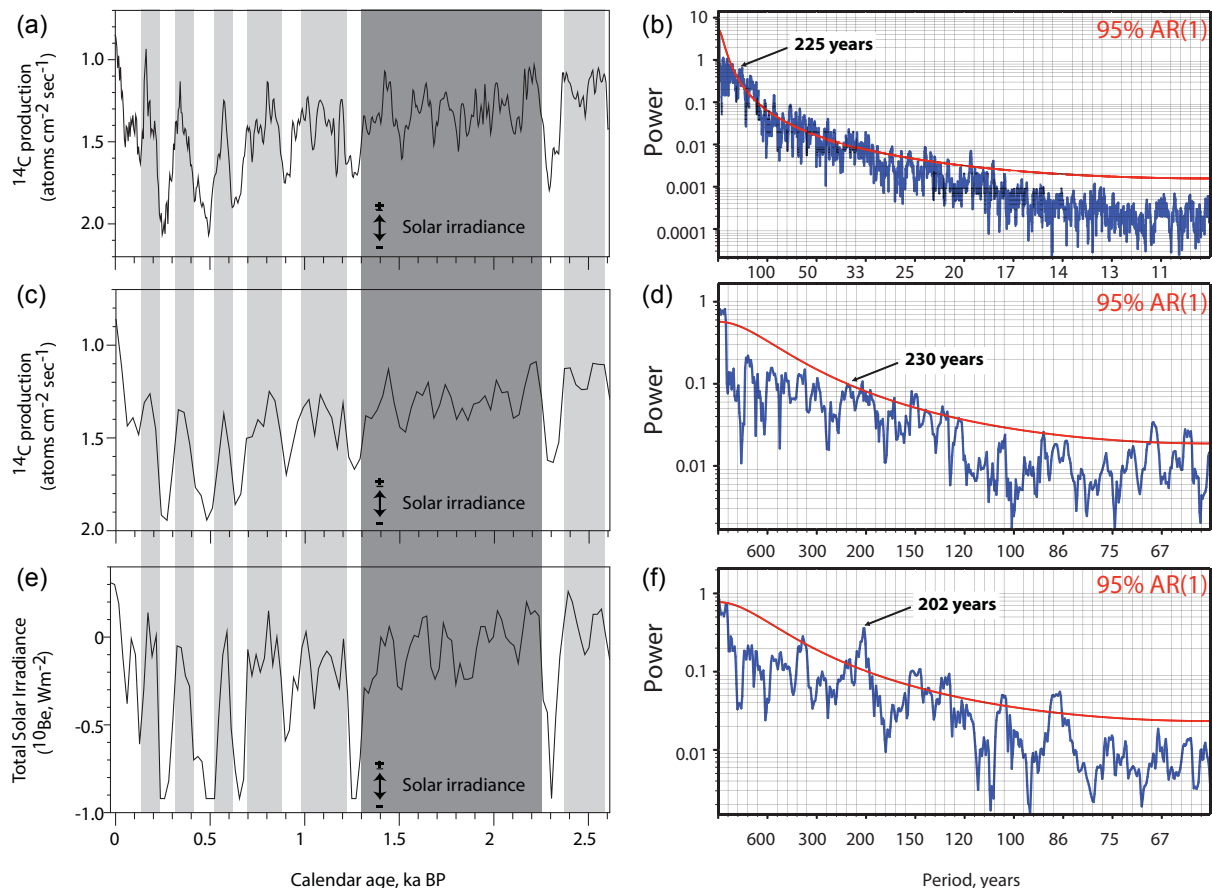 (a)
14C production
(atoms cm-2 sec-1)
1.0
1.5
2.0
+
-
Solar irradiance
(b)
95% AR(1)
225 years
Power
10
1
0.1
0.01
0.001
0.0001
100 50 33 25 20 17 14 13 11
(c)
14C production
(atoms cm-2 sec-1)
1.0
1.5
2.0
+
-
Solar irradiance
(d)
95% AR(1)
230 years
Power
1
0.1
0.01
600 300 200 150 120 100 86 75 67
(e)
Total Solar Irradiance
(10Be, Wm-2)
0
-0.5
-1.0
+
-
Solar irradiance
0 0.5 1.0 1.5 2.0 2.5
Calendar age, ka BP
(f)
95% AR(1)
202 years
Power
1
0.1
0.01
600 300 200 150 120 100 86 75 67
Period, years